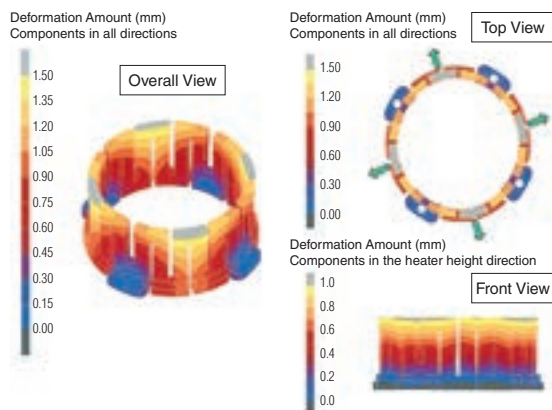 Deformation Amount (mm)
Components in all directions
Overall View
1.50
1.35
1.20
1.05
0.90
0.75
0.60
0.45
0.30
0.15
0.00
Deformation Amount (mm)
Components in all directions
Top View
1.50
1.20
0.90
0.60
0.30
0.00
Deformation Amount (mm)
Components in the heater height direction
Front View
1.0
0.8
0.6
0.4
0.2
0.0